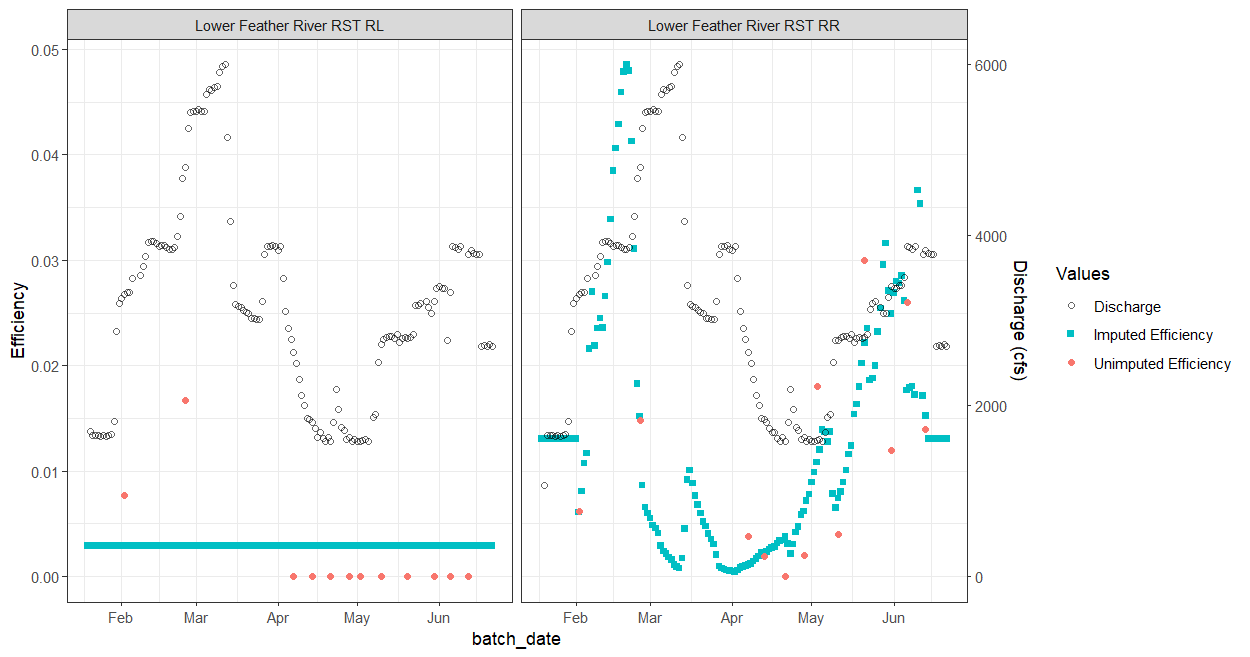 Lower Feather River RST RL
Lower Feather River RST RR
0.05
0.04
0.03
0.02
0.01
0.00
Efficiency
Feb
Mar
Apr
May
Jun
Feb
Mar
Apr
May
Jun
batch_date
6000
4000
2000
0
Discharge (cfs)
Values
Discharge
Imputed Efficiency
Unimputed Efficiency